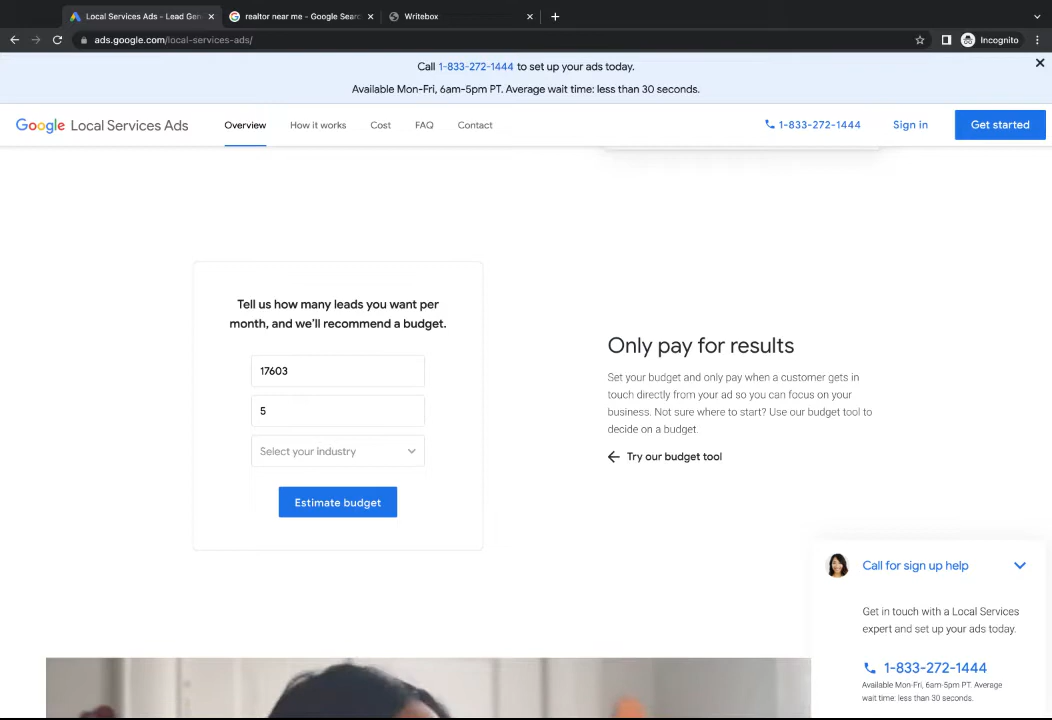 Local Services Ads - Lead Gen
realtor near me - Google Searc
Writebox
ads.google.com/local-services-ads/
Incognito
Call 1-833-272-1444 to set up your ads today.
Available Mon-Fri, 6am-5pm PT. Average wait time: less than 30 seconds.
Google Local Services Ads
Overview
How it works
Cost
FAQ
Contact
1-833-272-1444
Sign in
Get started
Tell us how many leads you want per
month, and we'll recommend a budget.
17603
5
Select your industry
Estimate budget
Only pay for results
Set your budget and only pay when a customer gets in
touch directly from your ad so you can focus on your
business. Not sure where to start? Use our budget tool to
decide on a budget.
Try our budget tool
Call for sign up help
Get in touch with a Local Services
expert and set up your ads today.
1-833-272-1444
Available Mon-Fri, 6am-5pm PT. Average
wait time: less than 30 seconds.